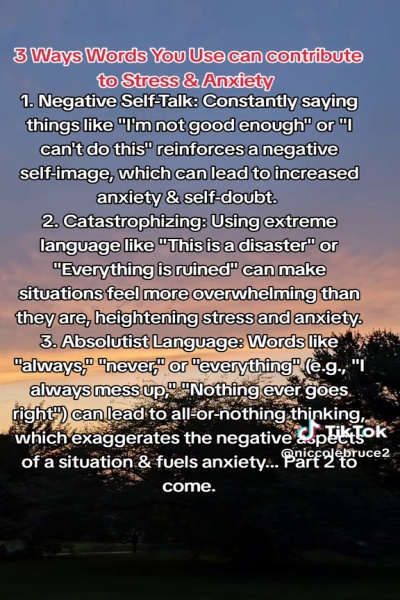 3 Ways Words You Use can contribute
to Stress & Anxiety
1. Negative Self-Talk: Constantly saying
things like "I'm not good enough" or "I
can't do this" reinforces a negative
self-image, which can lead to increased
anxiety & self-doubt.
2. Catastrophizing: Using extreme
language like "This is a disaster" or
"Everything is ruined" can make
situations feel more overwhelming than
they are, heightening stress and anxiety.
3. Absolutist Language: Words like
"always," "never," or "everything" (e.g., "I
always mess up," "Nothing ever goes
right") can lead to all-or-nothing thinking,
which exaggerates the negative aspects
of a situation & fuels anxiety... Part 2 to
come.
TikTok
@niccolebruce2